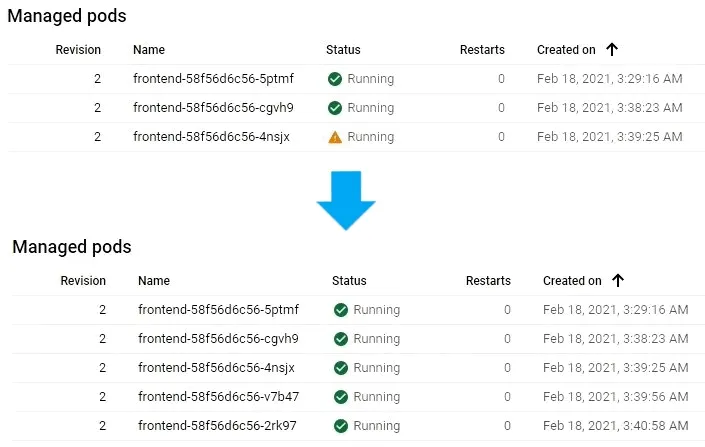 Managed pods
Revision Name Status Restarts Created on
2 frontend-58f56d6c56-5ptmf Running 0 Feb 18, 2021, 3:29:16 AM
2 frontend-58f56d6c56-cgvh9 Running 0 Feb 18, 2021, 3:38:23 AM
2 frontend-58f56d6c56-4nsjx Running 0 Feb 18, 2021, 3:39:25 AM
Managed pods
Revision Name Status Restarts Created on
2 frontend-58f56d6c56-5ptmf Running 0 Feb 18, 2021, 3:29:16 AM
2 frontend-58f56d6c56-cgvh9 Running 0 Feb 18, 2021, 3:38:23 AM
2 frontend-58f56d6c56-4nsjx Running 0 Feb 18, 2021, 3:39:25 AM
2 frontend-58f56d6c56-v7b47 Running 0 Feb 18, 2021, 3:39:56 AM
2 frontend-58f56d6c56-2rk97 Running 0 Feb 18, 2021, 3:40:58 AM